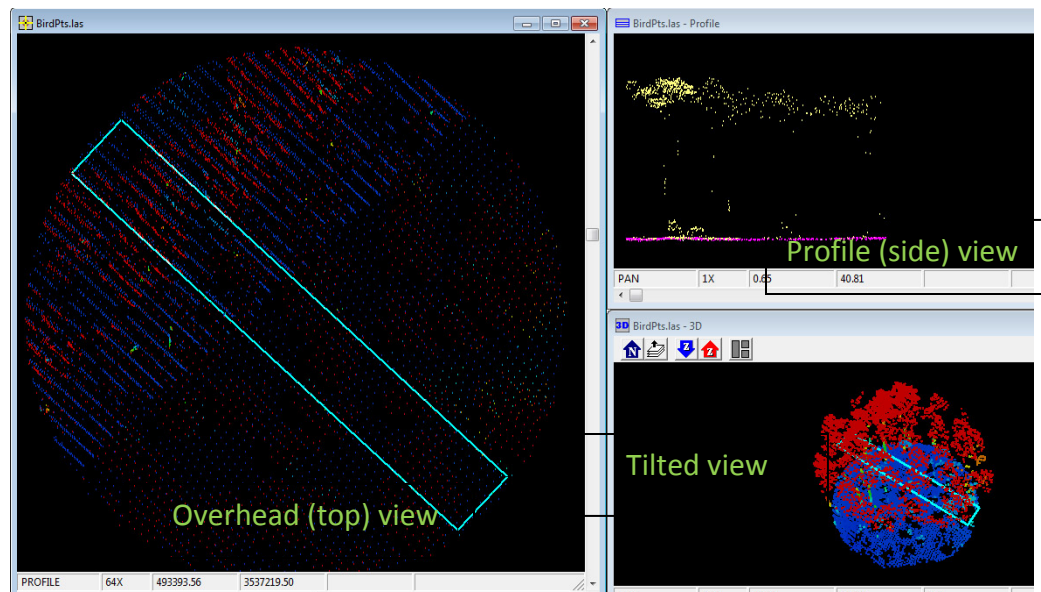 BirdPts.las
Overhead (top) view
PROFILE 64X 493393.56 3537219.50
BirdPts.las - Profile
Profile (side) view
PAN 1X 0.65 40.81
3D BirdPts.las - 3D
N Z Z
Tilted view